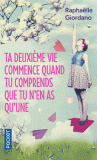 Raphaëlle
Giordano
TA DEUXIÈME VIE
COMMENCE QUAND
TU COMPRENDS
QUE TU N'EN AS
QU'UNE
POCKET